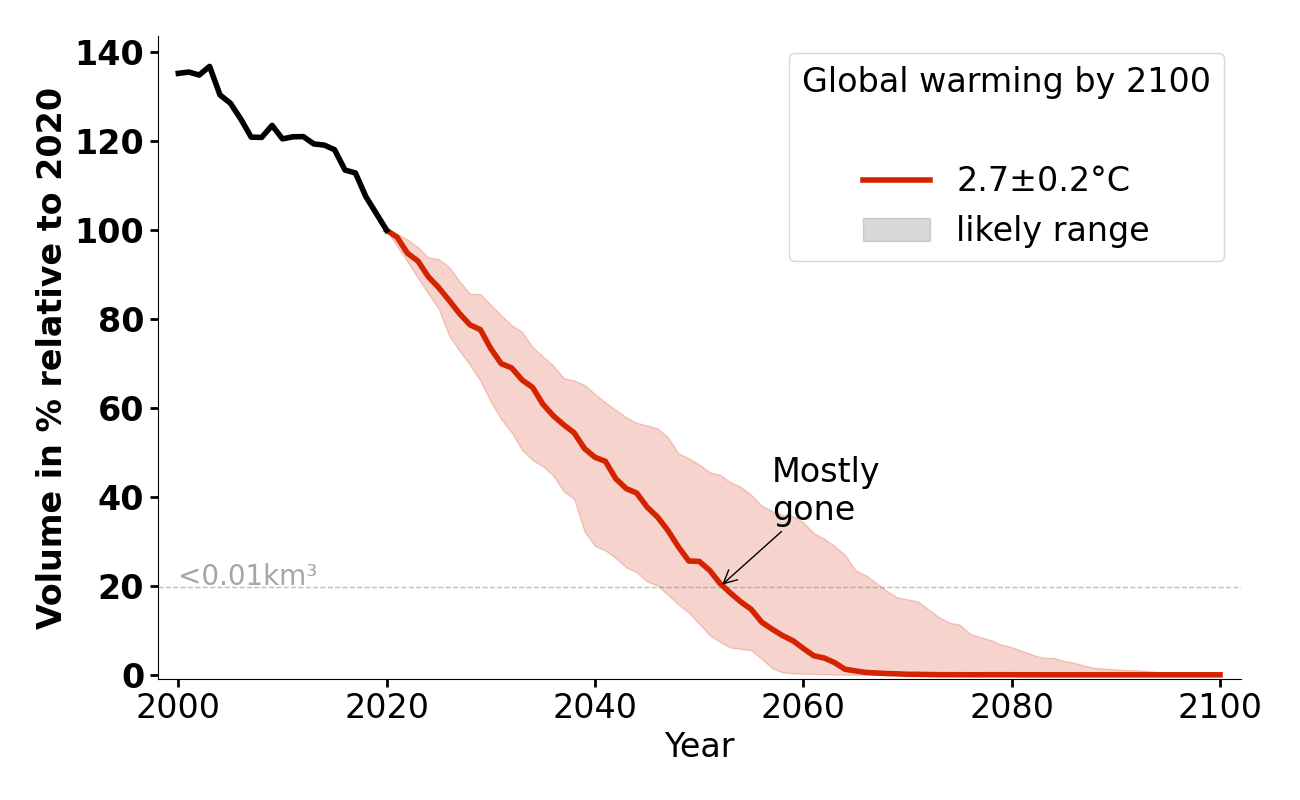 Volume in % relative to 2020
140
120
100
80
60
40
20
0
Global warming by 2100
2.7±0.2°C
likely range
Mostly
gone
<0.01km³
2000
2020
2040
2060
2080
2100
Year